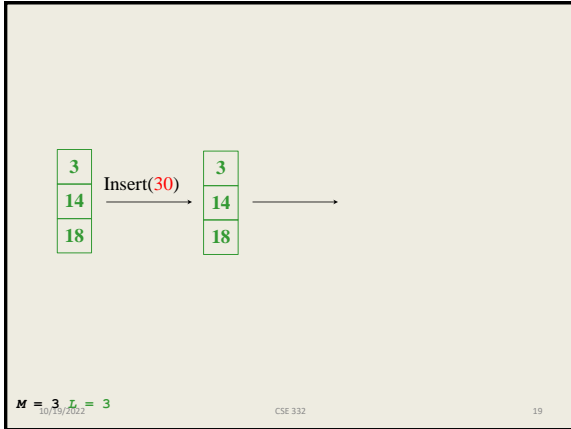 3
14
18
Insert(30)
3
14
18
M = 3 L = 3
10/19/2022
CSE 332
19